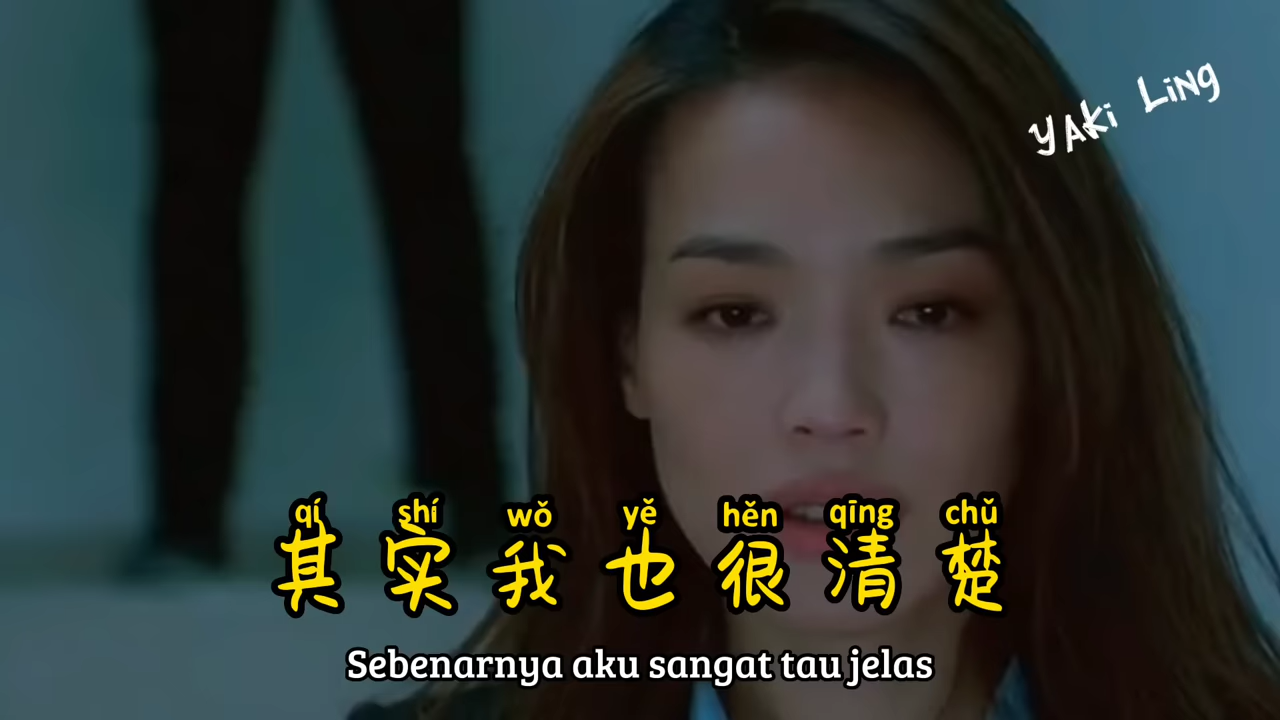 YAKi LiNg
qí shí wǒ yě hěn qīng chǔ
其实我也很清楚
Sebenarnya aku sangat tau jelas